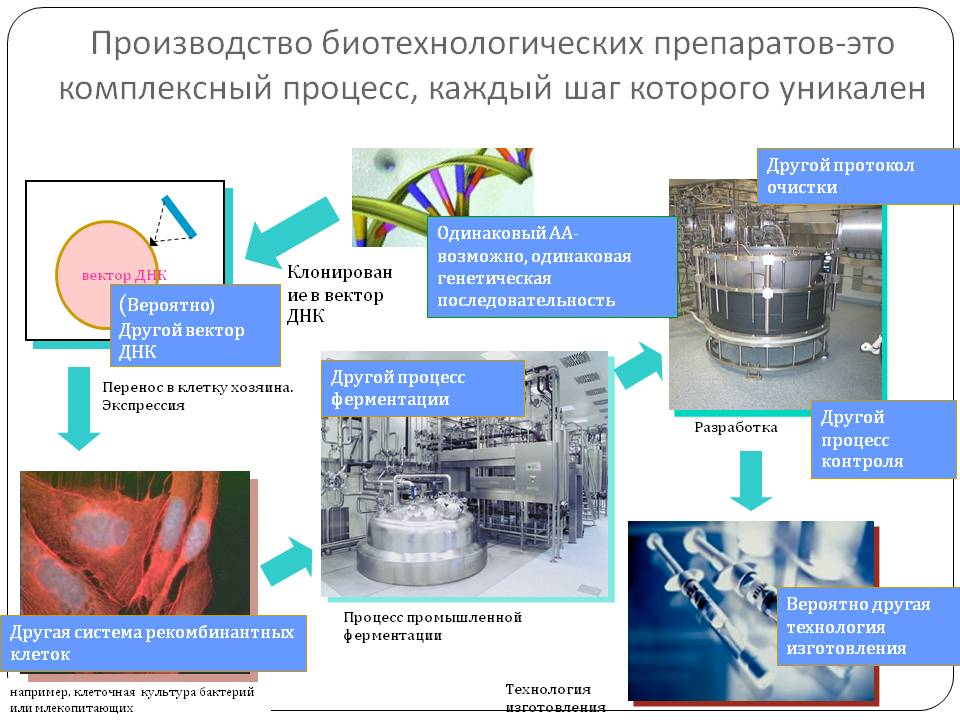 Производство биотехнологических препаратов-это
комплексный процесс, каждый шаг которого уникален
Другой протокол
очистки
Одинаковый АА-
возможно, одинаковая
генетическая
последовательность
вектор ДНК
Клонирован
ие в вектор
ДНК
(Вероятно)
Другой вектор
ДНК
Перенос в клетку хозяина.
Экспрессия
Другой процесс
ферментации
Разработка
Другой
процесс
контроля
Другая система рекомбинантных
клеток
Процесс промышленной
ферментации
Вероятно другая
технология
изготовления
например, клеточная культура бактерий
или млекопитающих
Технология
изготовления